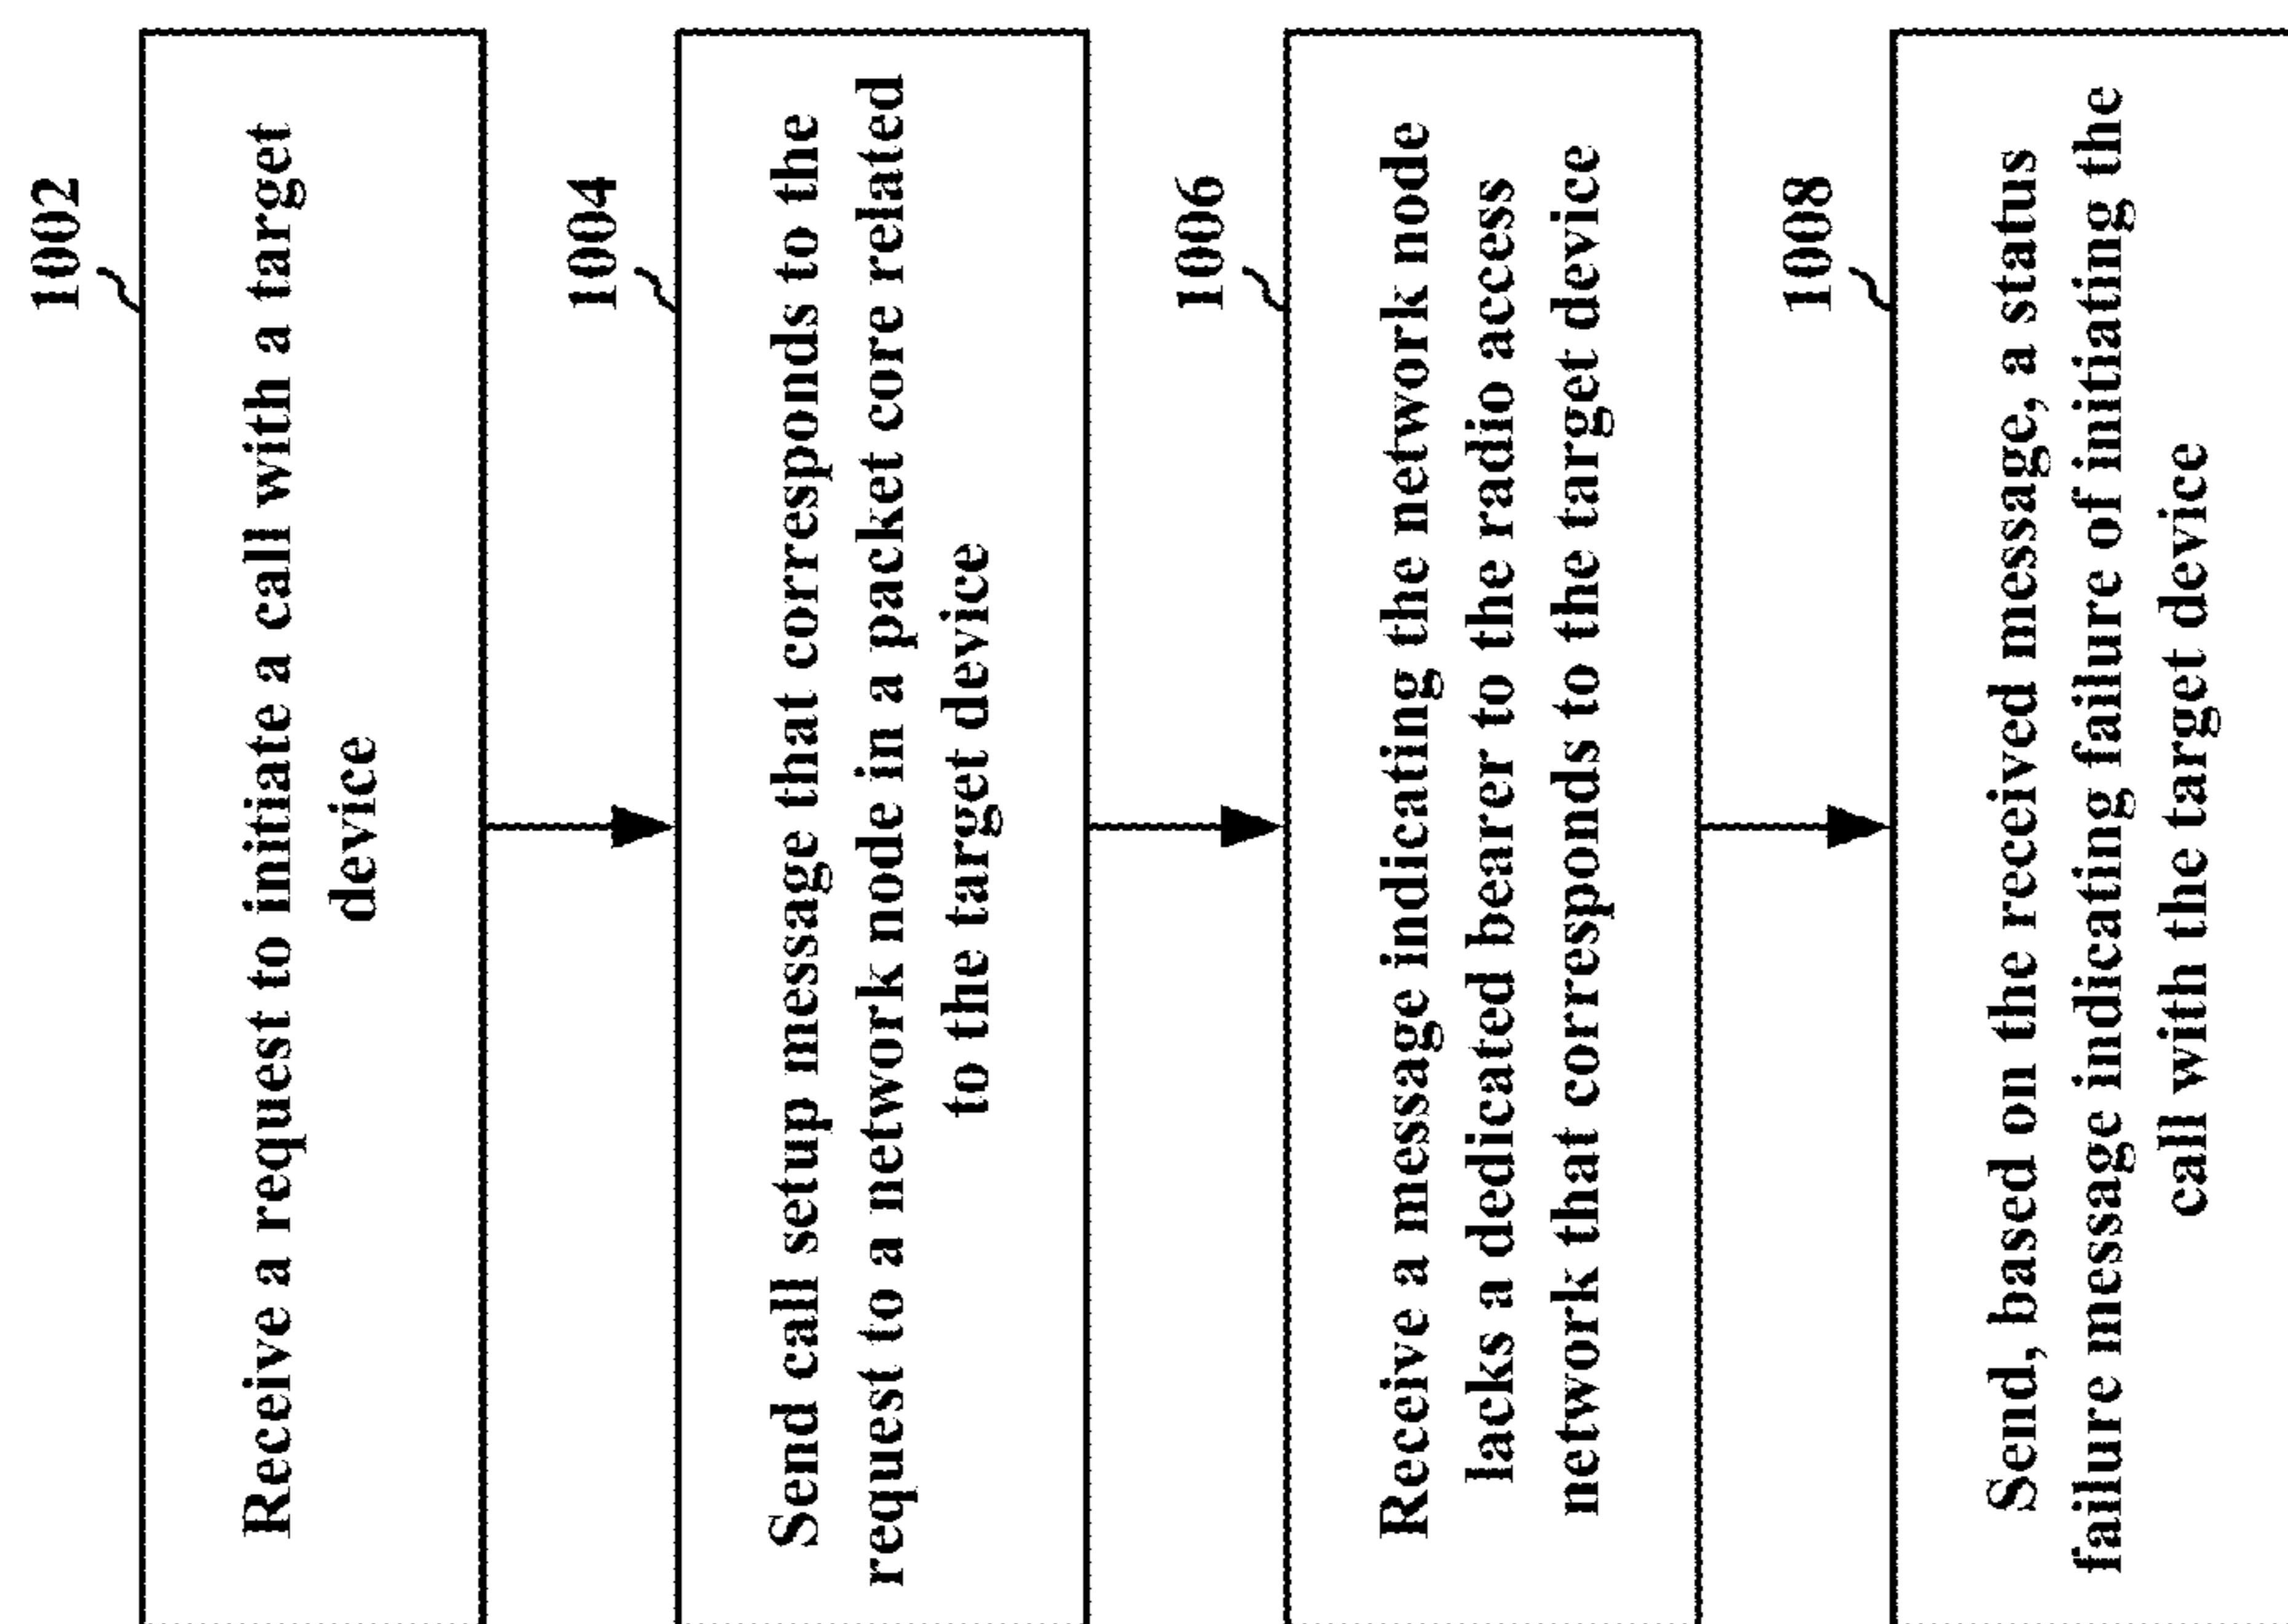 1002
Receive a request to initiate a call with a target
device
1004
Send call setup message that corresponds to the
request to a network node in a packet core related
to the target device
1006
Receive a message indicating the network node
lacks a dedicated bearer to the radio access
network that corresponds to the target device
1008
Send, based on the received message, a status
failure message indicating failure of initiating the
call with the target device